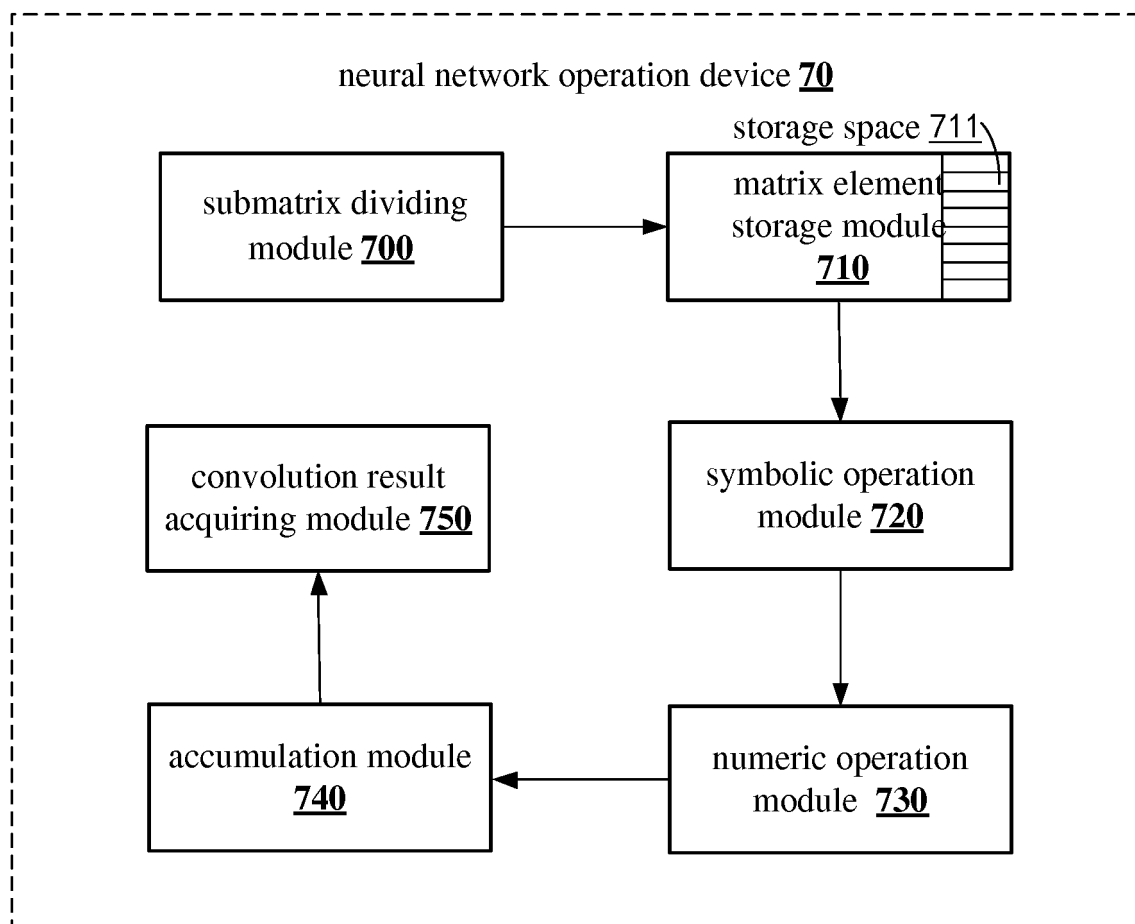 neural network operation device 70
storage space 711
submatrix dividing
module 700
matrix element
storage module
710
convolution result
acquiring module 750
symbolic operation
module 720
accumulation module
740
numeric operation
module 730